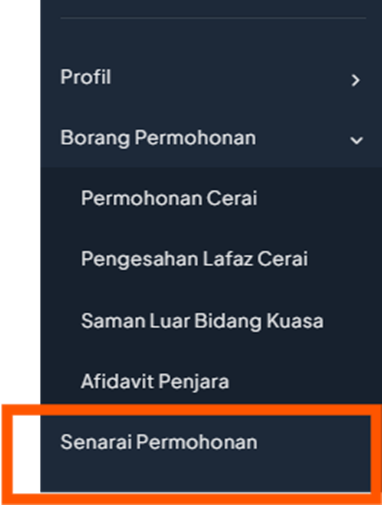 Profil
Borang Permohonan
Permohonan Cerai
Pengesahan Lafaz Cerai
Saman Luar Bidang Kuasa
Afidavit Penjara
Senarai Permohonan